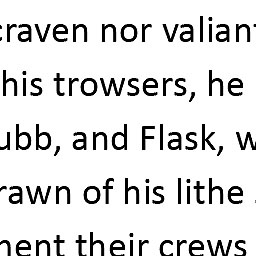 craven nor valiant
his trowsers, he
ubb, and Flask, w
rawn of his lithe
ment their crews